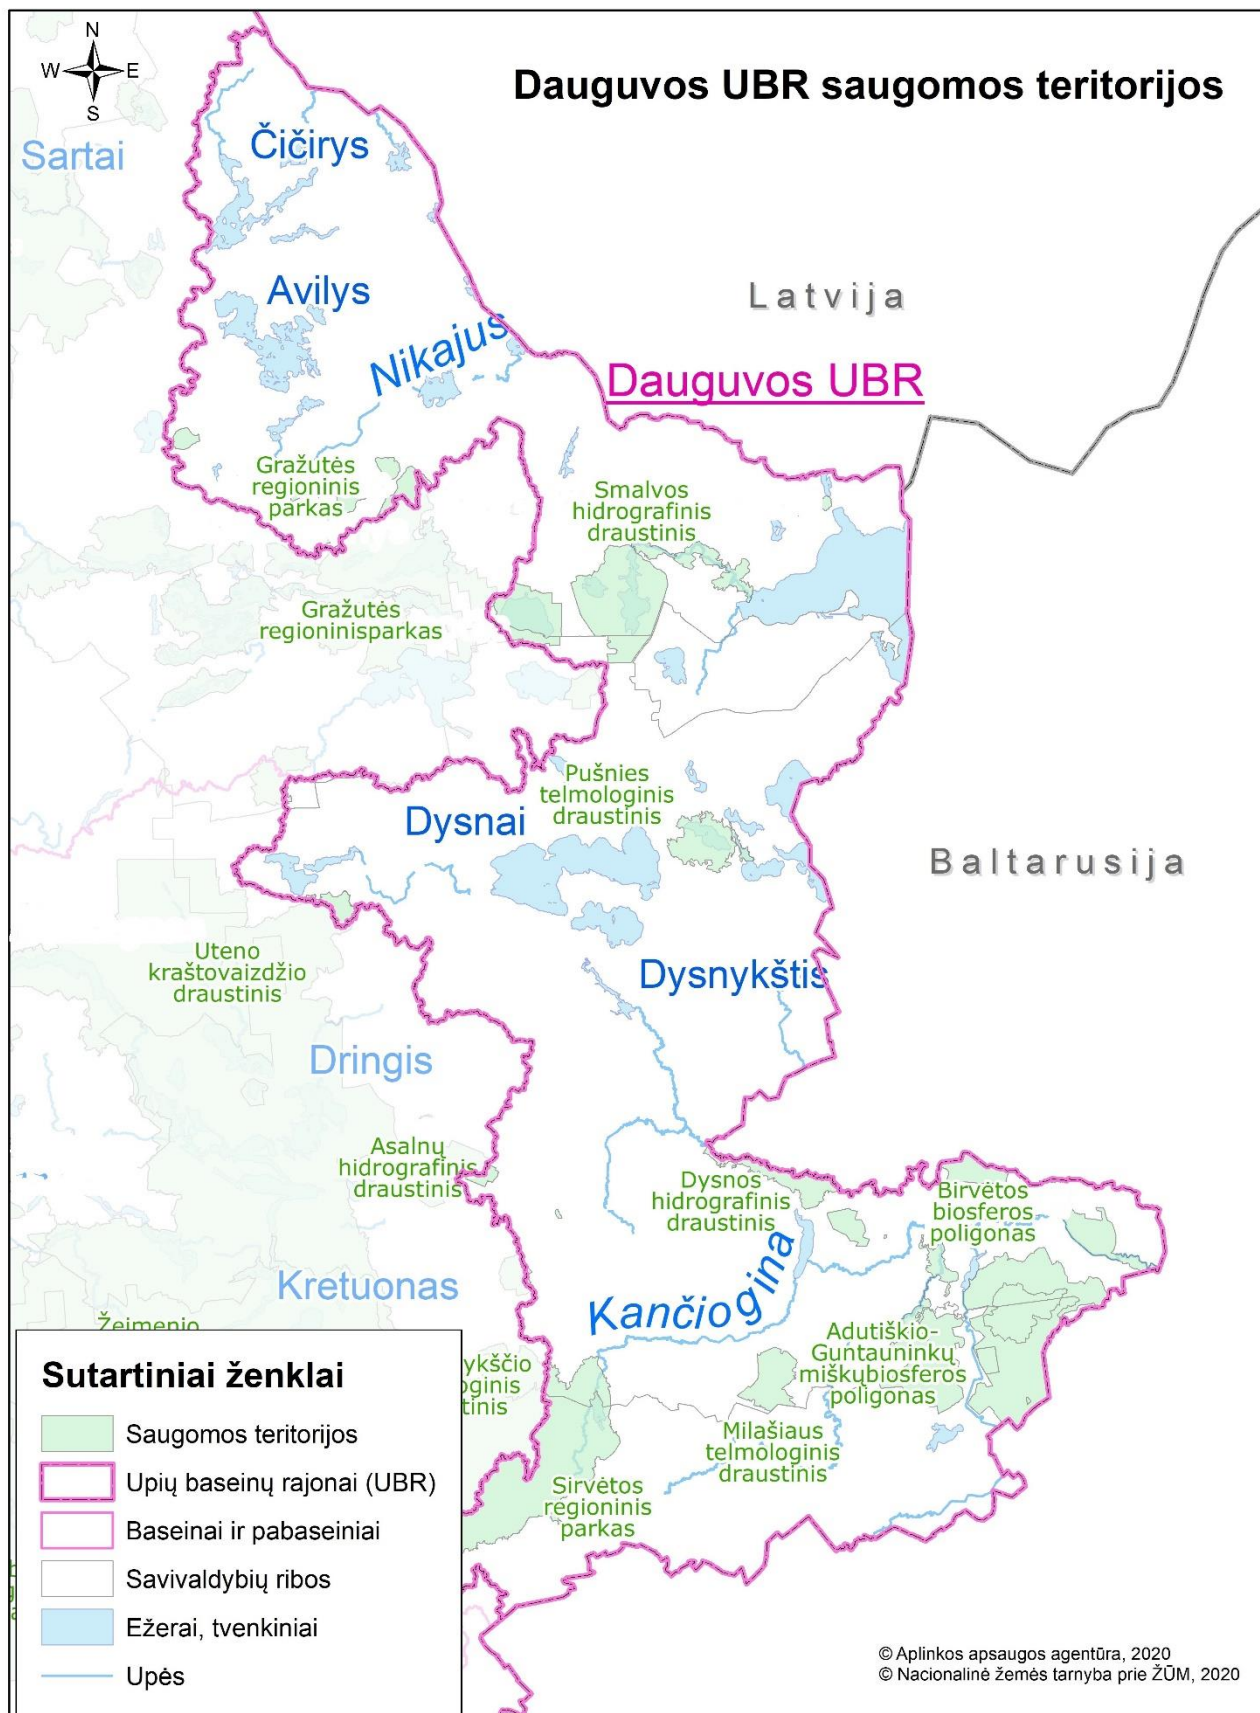 N
W E
S
Dauguvos UBR saugomos teritorijos
Sartai
Čičirys
Avilys
Nikajus
Latvija
Dauguvos UBR
Gražutės
regioninis
parkas
Smalvos
hidrografinis
draustinis
Gražutės
regioninisparkas
Pušnies
telmologinis
draustinis
Dysnai
Baltarusija
Uteno
kraštovaizdžio
draustinis
Dysnykštis
Dringis
Asalnų
hidrografinis
draustinis
Dysnos
hidrografinis
draustinis
Birvėtos
biosferos
poligonas
Kretuonas
Kančiogina
Žeimenio
ykščio
oginis
tinis
Adutiškio-
Guntauninkų
miškųbiosferos
poligonas
Milašiaus
telmologinis
draustinis
Sirvėtos
regioninis
parkas
Sutartiniai ženklai
Saugomos teritorijos
Upių baseinų rajonai (UBR)
Baseinai ir pabaseiniai
Savivaldybių ribos
Ežerai, tvenkiniai
Upės
© Aplinkos apsaugos agentūra, 2020
© Nacionalinė žemės tarnyba prie ŽŪM, 2020